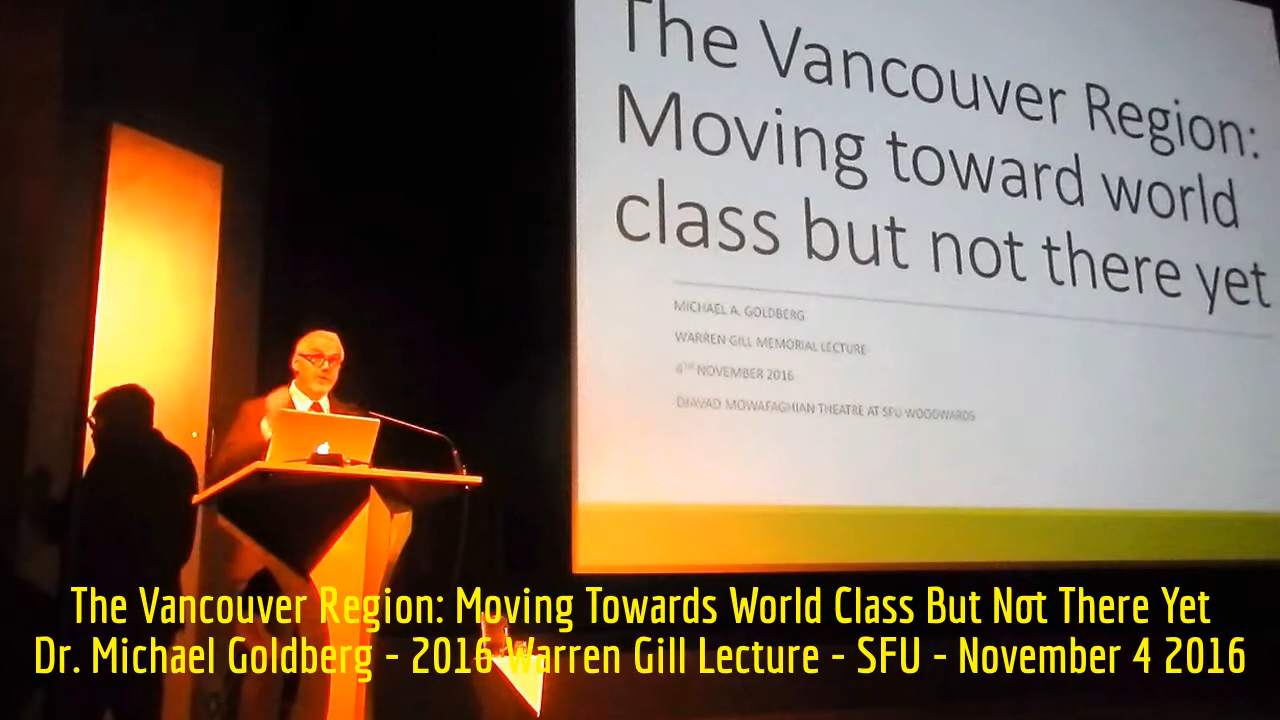 The Vancouver Region:
Moving toward world
class but not there yet
MICHAEL A. GOLDBERG
WARREN GILL MEMORIAL LECTURE
4TH NOVEMBER 2016
DJAVAD MOWAFAGHIAN THEATRE AT SFU WOODWARDS
The Vancouver Region: Moving Towards World Class But Not There Yet
Dr. Michael Goldberg - 2016 Warren Gill Lecture - SFU - November 4 2016